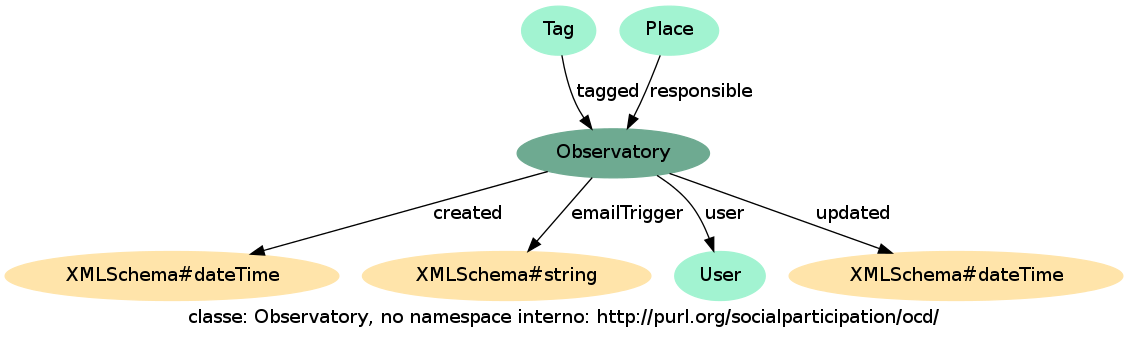 Tag
Place
tagged
responsible
Observatory
created
emailTrigger
user
updated
XMLSchema#dateTime
XMLSchema#string
User
XMLSchema#dateTime
classe: Observatory, no namespace interno: http://purl.org/socialparticipation/ocd/